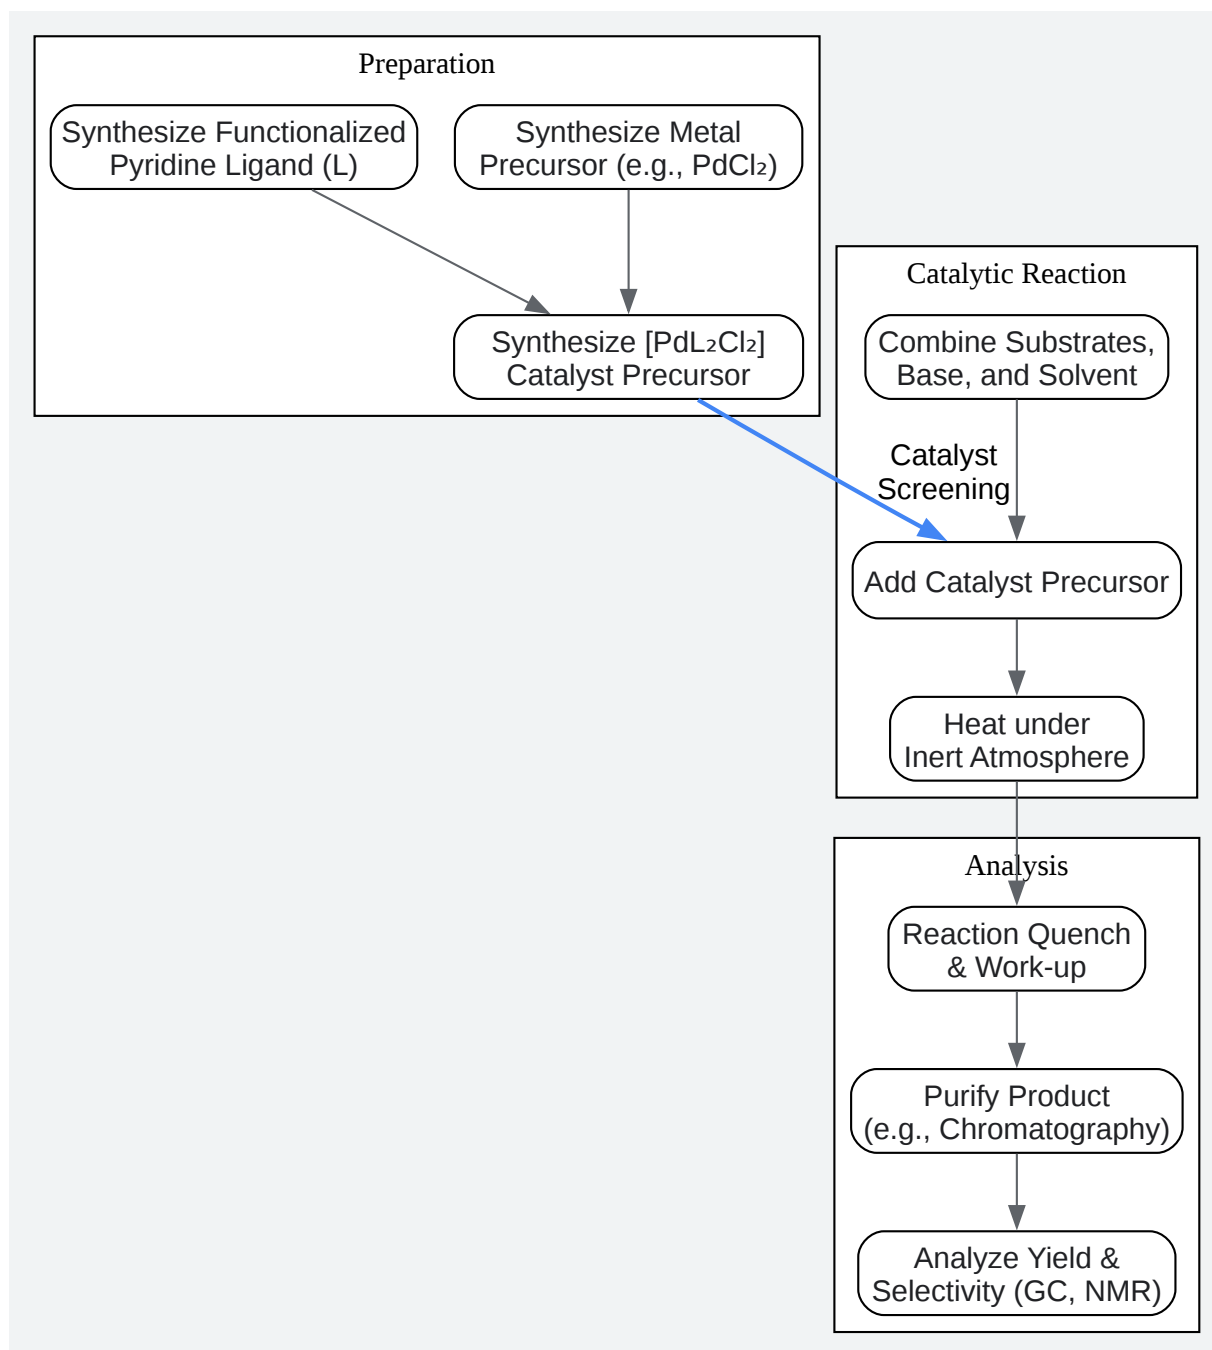 Preparation
Synthesize Functionalized
Pyridine Ligand (L)
Synthesize Metal
Precursor (e.g., PdCl₂)
Synthesize [PdL₂Cl₂]
Catalyst Precursor
Catalytic Reaction
Combine Substrates,
Base, and Solvent
Catalyst
Screening
Add Catalyst Precursor
Heat under
Inert Atmosphere
Analysis
Reaction Quench
& Work-up
Purify Product
(e.g., Chromatography)
Analyze Yield &
Selectivity (GC, NMR)